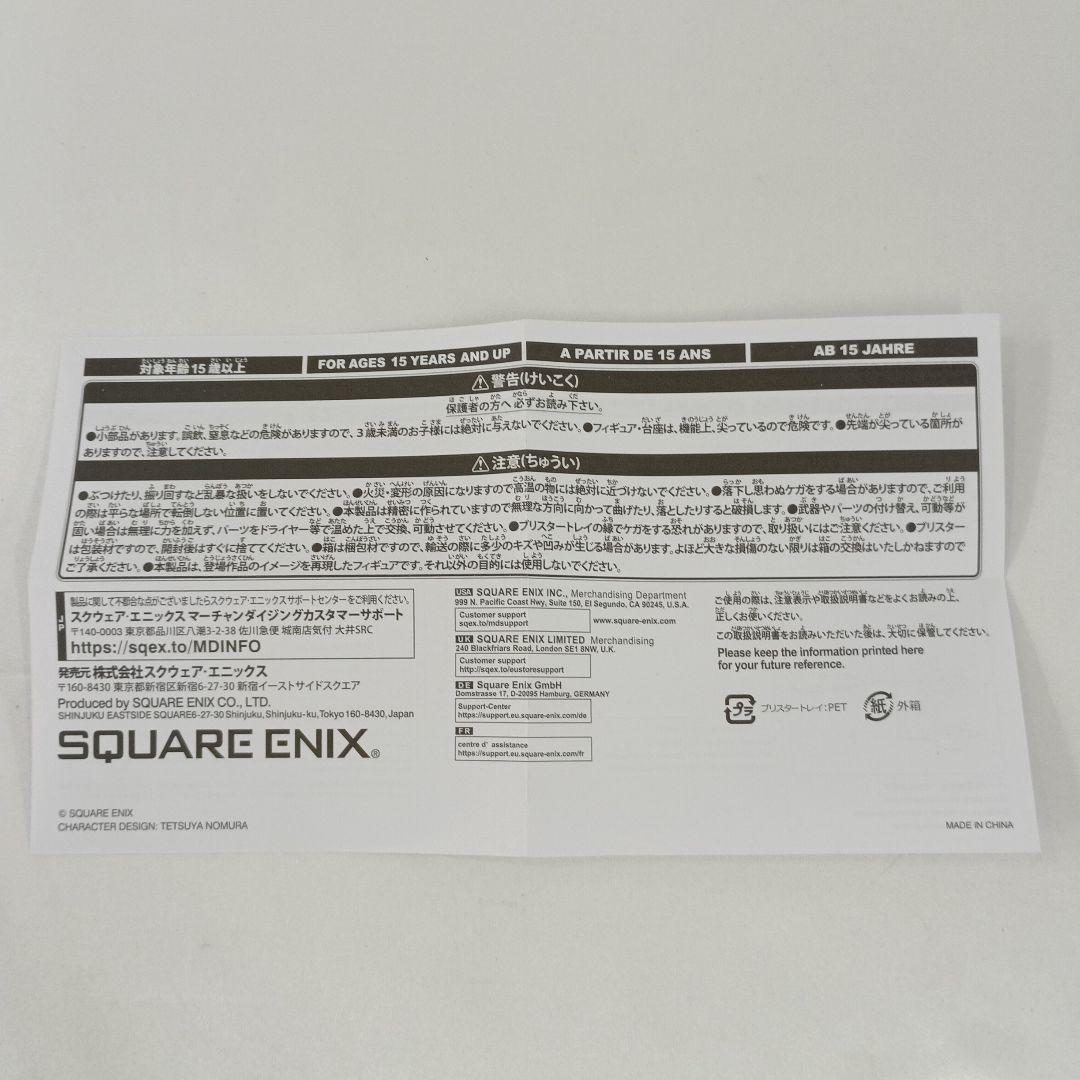 対象年齢15歳以上
FOR AGES 15 YEARS AND UP
A PARTIR DE 15 ANS
AB 15 JAHRE
⚠警告(けいこく)
保護者の方へ 必ずお読み下さい。
●小部品があります。誤飲、窒息などの危険がありますので、3歳未満のお子様には絶対に与えないでください。●フィギュア・台座は、機能上、尖っているので危険です。●先端が尖っている箇所が
ありますので、注意してください。
⚠注意(ちゅうい)
●ぶつけたり、振り回すなど乱暴な扱いをしないでください。●火災・変形の原因になりますので高温の物には絶対に近づけないでください。●落下し思わぬケガをする場合がありますので、ご利用
の際は平らな場所で転倒しない位置に置いてください。●本製品は精密に作られていますので無理な方向に向かって曲げたり、落としたりすると破損します。●武器やパーツの付け替え、可動等が
固い場合は無理に力を加えず、パーツをドライヤー等で温めた上で交換、可動させてください。●ブリスタートレイの縁でケガをする恐れがありますので、取り扱いにはご注意ください。●ブリスター
は包装材ですので、開封後はすぐに捨ててください。●箱は梱包材ですので、輸送の際に多少のキズや凹みが生じる場合があります。よほど大きな損傷のない限りは箱の交換はいたしかねますので
ご了承ください。●本製品は、登場作品のイメージを再現したフィギュアです。それ以外の目的には使用しないでください。
JP
製品に関して不都合な点がございましたらスクウェア・エニックスサポートセンターをご利用ください。
スクウェア・エニックス マーチャンダイジングカスタマーサポート
〒140-0003 東京都品川区八潮3-2-38 佐川急便 城南店気付 大井SRC
https://sqex.to/MDINFO
発売元 株式会社スクウェア・エニックス
〒160-8430 東京都新宿区新宿6-27-30 新宿イーストサイドスクエア
Produced by SQUARE ENIX CO., LTD.
SHINJUKU EASTSIDE SQUARE6-27-30 Shinjuku, Shinjuku-ku, Tokyo 160-8430, Japan
SQUARE ENIX®
© SQUARE ENIX
CHARACTER DESIGN: TETSUYA NOMURA
USA SQUARE ENIX INC., Merchandising Department
999 N. Pacific Coast Hwy, Suite 150, El Segundo, CA 90245, U.S.A.
Customer support
sqex.to/mdsupport
www.square-enix.com
UK SQUARE ENIX LIMITED Merchandising
240 Blackfriars Road, London SE1 8NW, U.K.
Customer support
http://sqex.to/eustoresupport
DE Square Enix GmbH
Domstrasse 17, D-20095 Hamburg, GERMANY
Support-Center
https://support.eu.square-enix.com/de
FR
centre d' assistance
https://support.eu.square-enix.com/fr
ご使用の際は、注意表示や取扱説明書などをよくお読みの上、
正しくお使いください。
この取扱説明書をお読みいただいた後は、大切に保管してください。
Please keep the information printed here
for your future reference.
プラ ブリスタートレイ:PET 紙 外箱
MADE IN CHINA